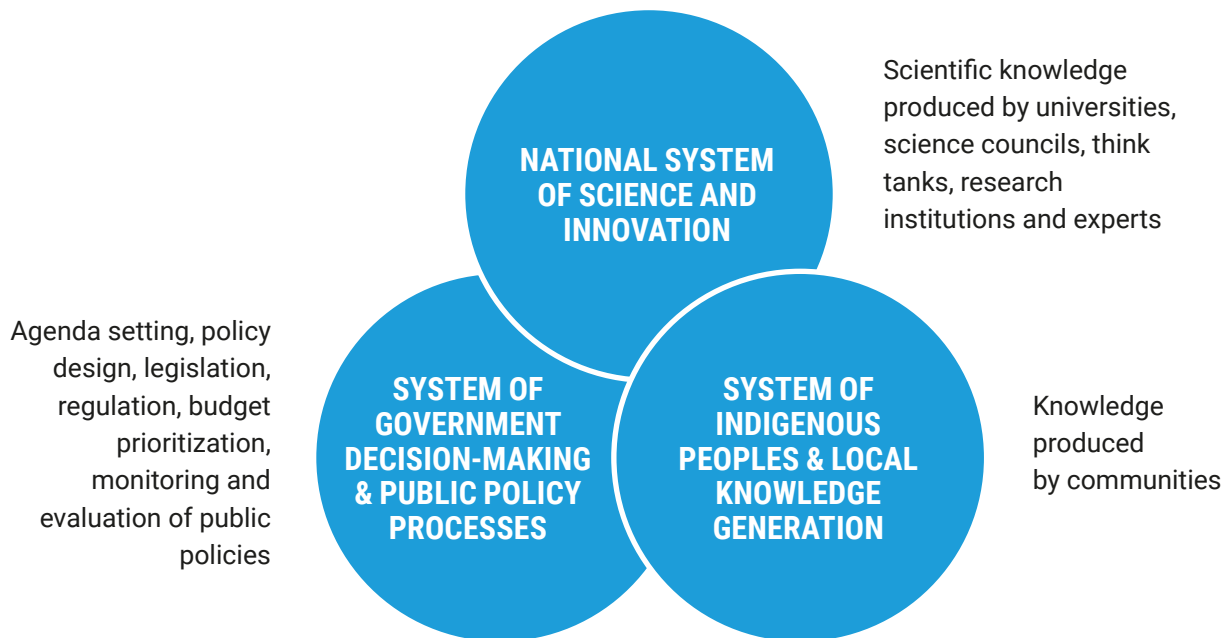 NATIONAL SYSTEM
OF SCIENCE AND
INNOVATION
Scientific knowledge
produced by universities,
science councils, think
tanks, research
institutions and experts
Agenda setting, policy
design, legislation,
regulation, budget
prioritization,
monitoring and
evaluation of public
policies
SYSTEM OF
GOVERNMENT
DECISION-MAKING
& PUBLIC POLICY
PROCESSES
SYSTEM OF
INDIGENOUS
PEOPLES & LOCAL
KNOWLEDGE
GENERATION
Knowledge
produced
by communities